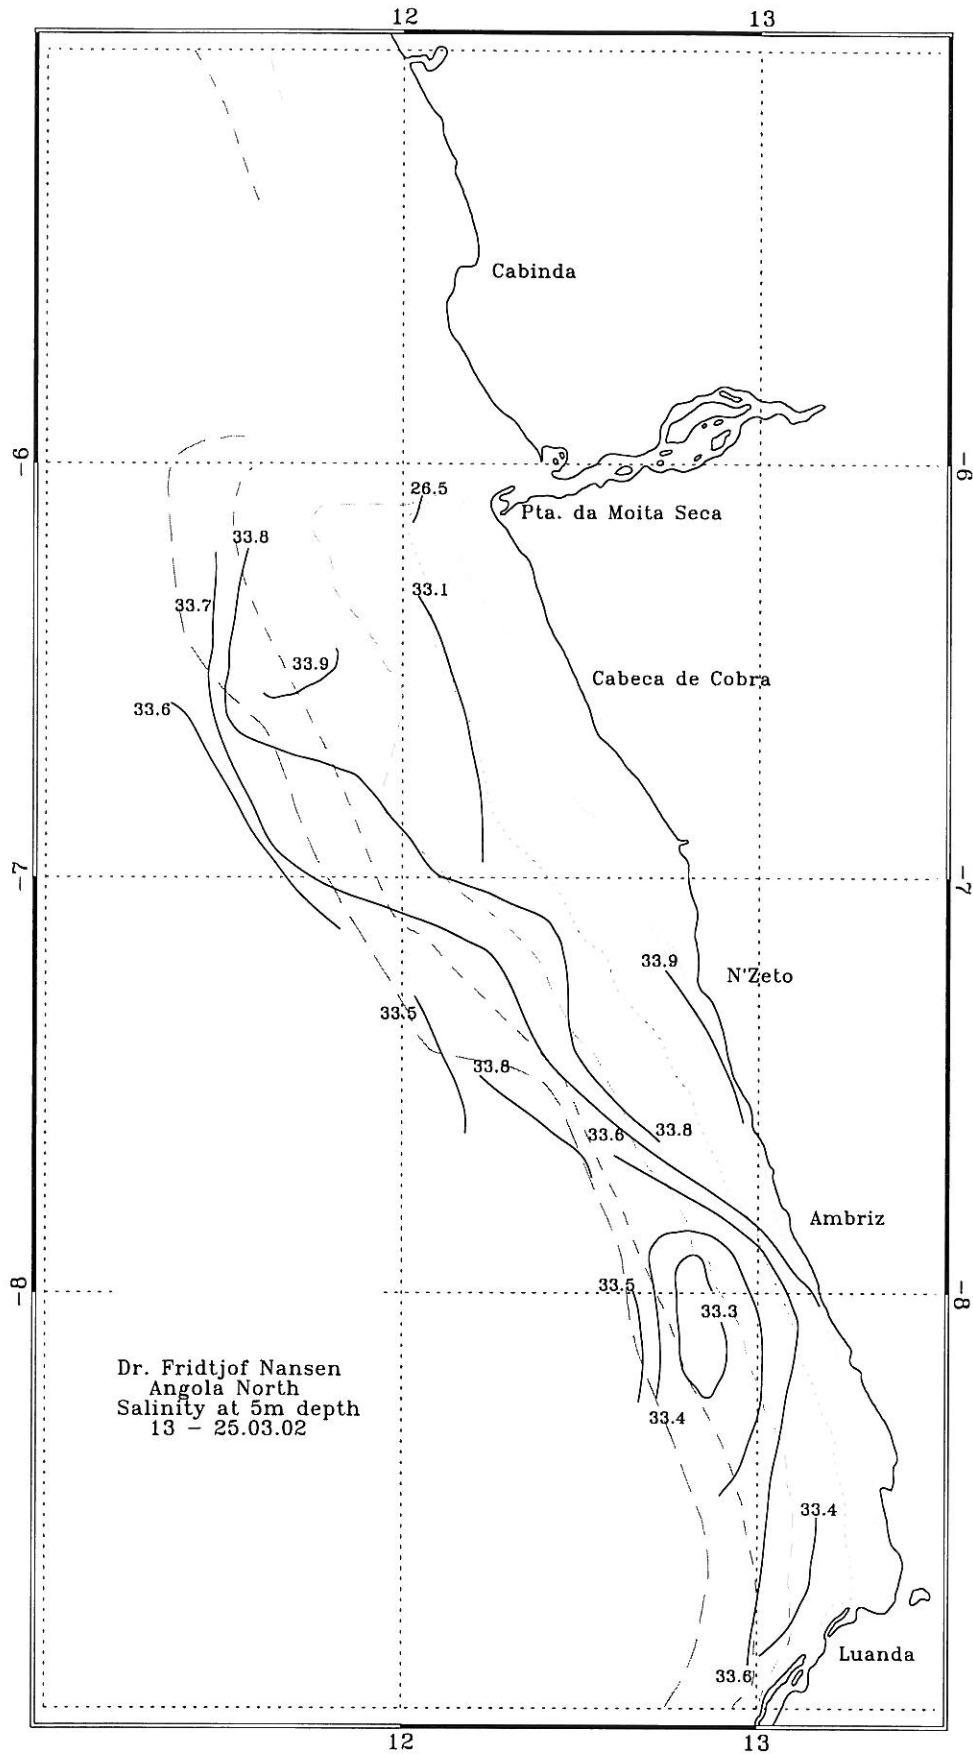 12 13
Cabinda
-6 -6
26.5
Pta. da Moita Seca
33.8
33.1
33.7
33.9
Cabeca de Cobra
33.6
-7 -7
33.9
N'Zeto
33.5
33.8
33.6 33.8
Ambriz
-8 -8
33.5
33.3
Dr. Fridtjof Nansen
Angola North
Salinity at 5m depth
13 - 25.03.02
33.4
33.4
Luanda
33.6
12 13